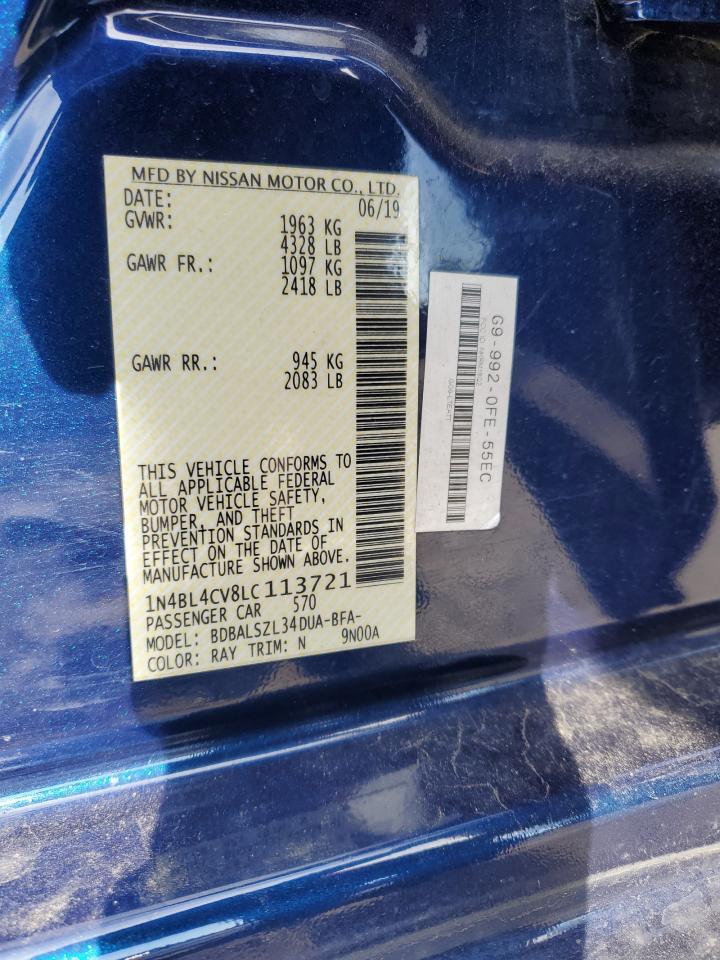 MFD BY NISSAN MOTOR CO., LTD.
DATE: 06/19
GVWR: 1963 KG
4328 LB
GAWR FR.: 1097 KG
2418 LB
GAWR RR.: 945 KG
2083 LB
THIS VEHICLE CONFORMS TO
ALL APPLICABLE FEDERAL
MOTOR VEHICLE SAFETY,
BUMPER, AND THEFT
PREVENTION STANDARDS IN
EFFECT ON THE DATE OF
MANUFACTURE SHOWN ABOVE.
1N4BL4CV8LC113721
PASSENGER CAR 570
MODEL: BDBALSZL34DUA-BFA-
COLOR: RAY TRIM: N 9N00A
G9-992-0FE-55EC